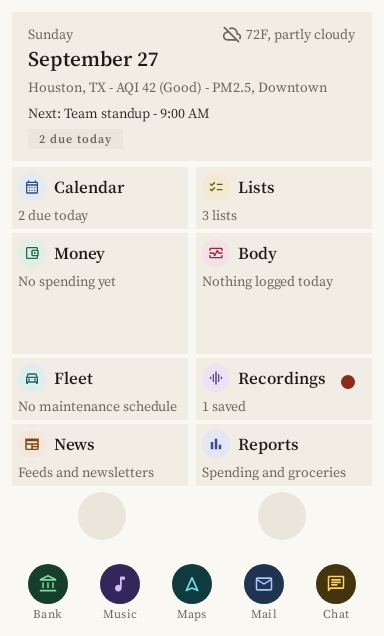 Sunday
72F, partly cloudy
September 27
Houston, TX - AQI 42 (Good) - PM2.5, Downtown
Next: Team standup - 9:00 AM
2 due today
Calendar
2 due today
Lists
3 lists
Money
No spending yet
Body
Nothing logged today
Fleet
No maintenance schedule
Recordings
1 saved
News
Feeds and newsletters
Reports
Spending and groceries
Bank
Music
Maps
Mail
Chat